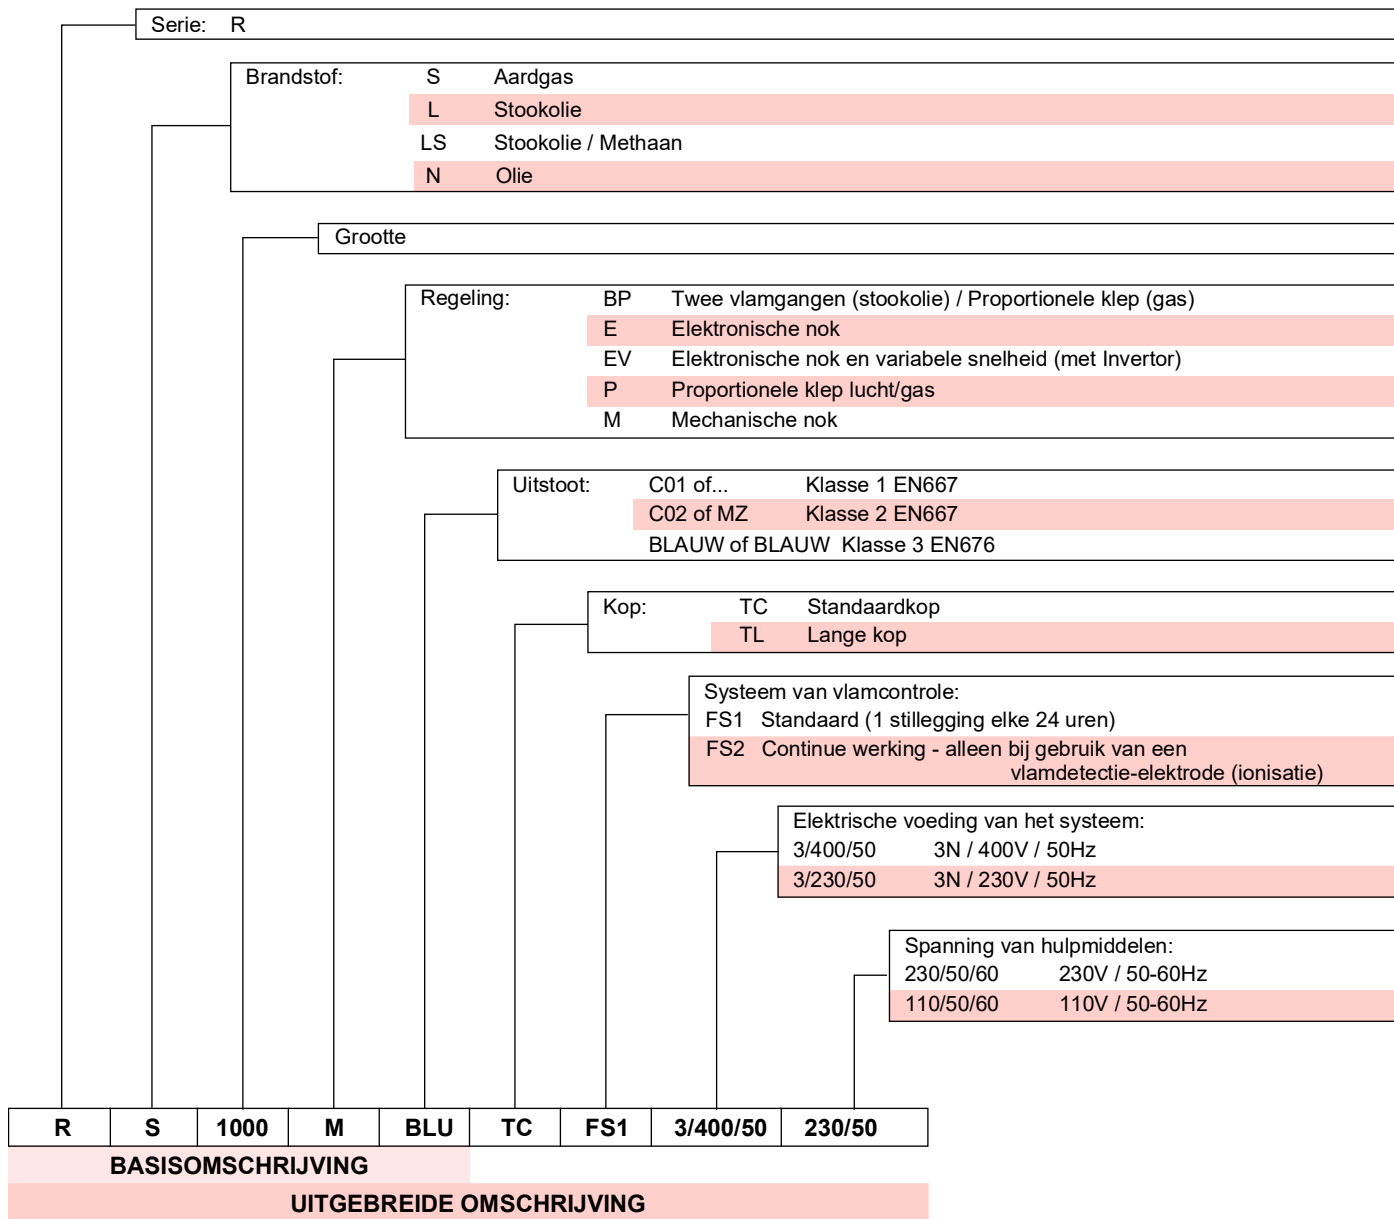 Serie: R
Brandstof: S Aardgas
L Stookolie
LS Stookolie / Methaan
N Olie
Grootte
Regeling: BP Twee vlamgangen (stookolie) / Proportionele klep (gas)
E Elektronische nok
EV Elektronische nok en variabele snelheid (met Invertor)
P Proportionele klep lucht/gas
M Mechanische nok
Uitstoot: C01 of... Klasse 1 EN667
C02 of MZ Klasse 2 EN667
BLAUW of BLAUW Klasse 3 EN676
Kop: TC Standaardkop
TL Lange kop
Systeem van vlamcontrole:
FS1 Standaard (1 stillegging elke 24 uren)
FS2 Continue werking - alleen bij gebruik van een
vlamdetectie-elektrode (ionisatie)
Elektrische voeding van het systeem:
3/400/50 3N / 400V / 50Hz
3/230/50 3N / 230V / 50Hz
Spanning van hulpmiddelen:
230/50/60 230V / 50-60Hz
110/50/60 110V / 50-60Hz
R S 1000 M BLU TC FS1 3/400/50 230/50
BASISOMSCHRIJVING
UITGEBREIDE OMSCHRIJVING